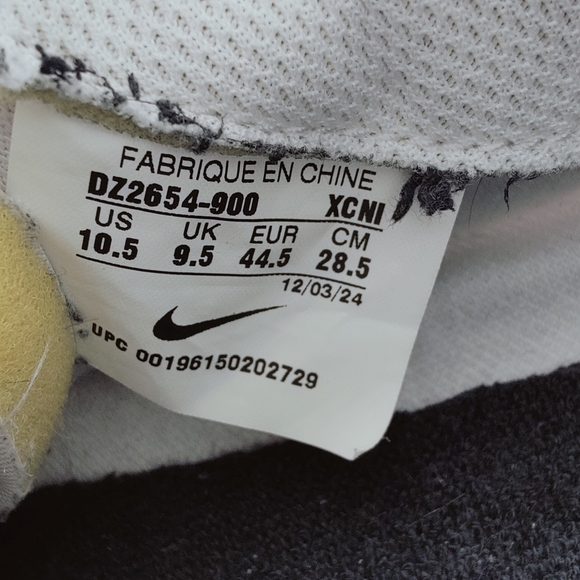 FABRIQUE EN CHINE
DZ2654-900 XCNI
US UK EUR CM
10.5 9.5 44.5 28.5
12/03/24
UPC 00196150202729